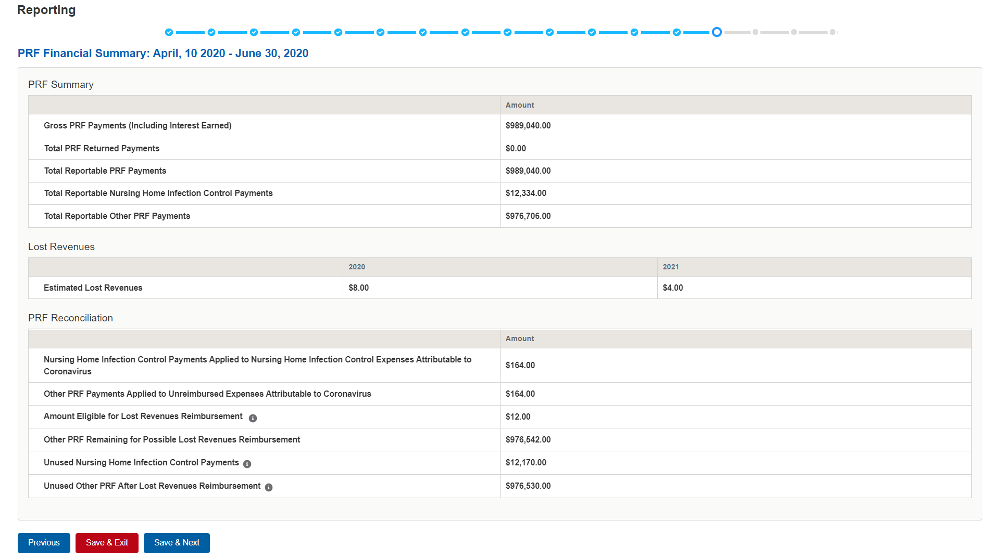 Reporting
PRF Financial Summary: April, 10 2020 - June 30, 2020
PRF Summary
Amount
Gross PRF Payments (Including Interest Earned) $989,040.00
Total PRF Returned Payments $0.00
Total Reportable PRF Payments $989,040.00
Total Reportable Nursing Home Infection Control Payments $12,334.00
Total Reportable Other PRF Payments $976,706.00
Lost Revenues
2020 2021
Estimated Lost Revenues $8.00 $4.00
PRF Reconciliation
Amount
Nursing Home Infection Control Payments Applied to Nursing Home Infection Control Expenses Attributable to
Coronavirus $164.00
Other PRF Payments Applied to Unreimbursed Expenses Attributable to Coronavirus $164.00
Amount Eligible for Lost Revenues Reimbursement $12.00
Other PRF Remaining for Possible Lost Revenues Reimbursement $976,542.00
Unused Nursing Home Infection Control Payments $12,170.00
Unused Other PRF After Lost Revenues Reimbursement $976,530.00
Previous Save & Exit Save & Next